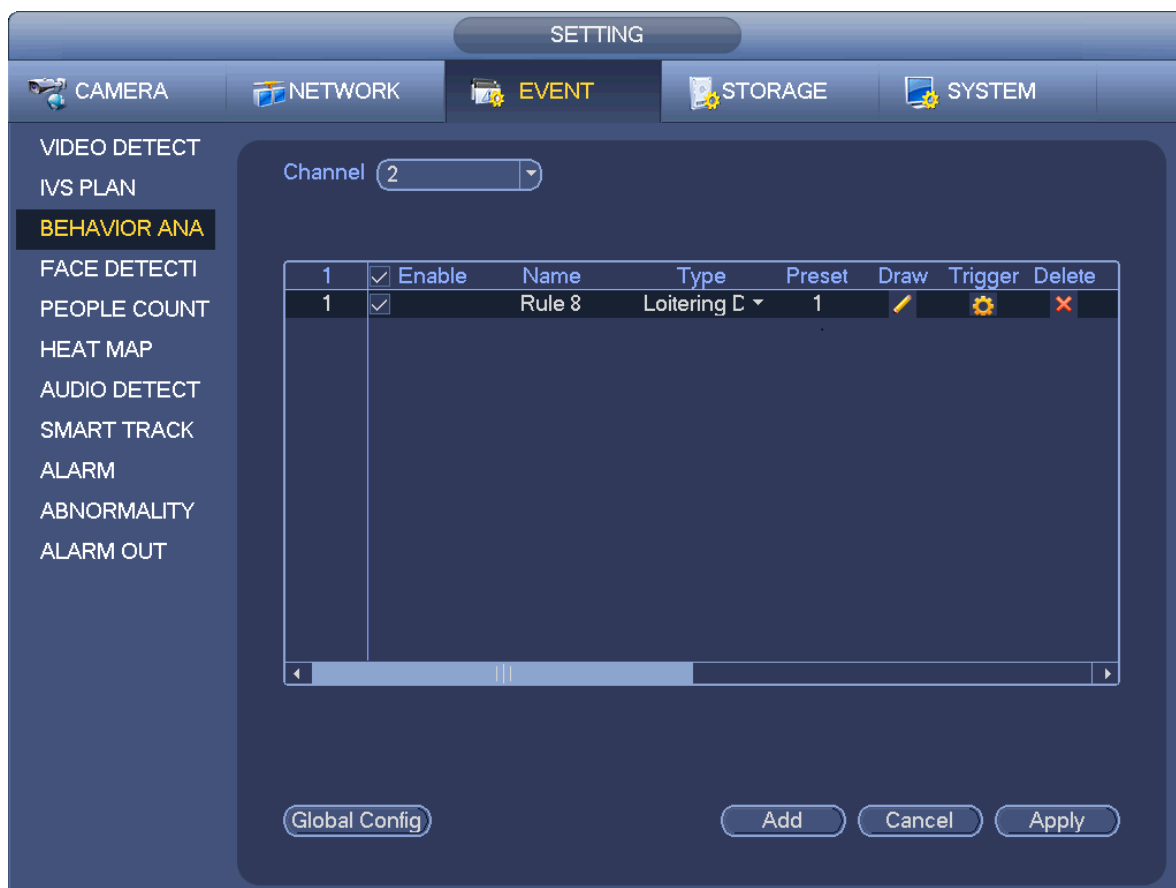 SETTING
CAMERA NETWORK EVENT STORAGE SYSTEM
VIDEO DETECT
IVS PLAN
BEHAVIOR ANA
FACE DETECTI
PEOPLE COUNT
HEAT MAP
AUDIO DETECT
SMART TRACK
ALARM
ABNORMALITY
ALARM OUT
Channel 2
1 Enable Name Type Preset Draw Trigger Delete
1 Rule 8 Loitering D 1
Global Config Add Cancel Apply